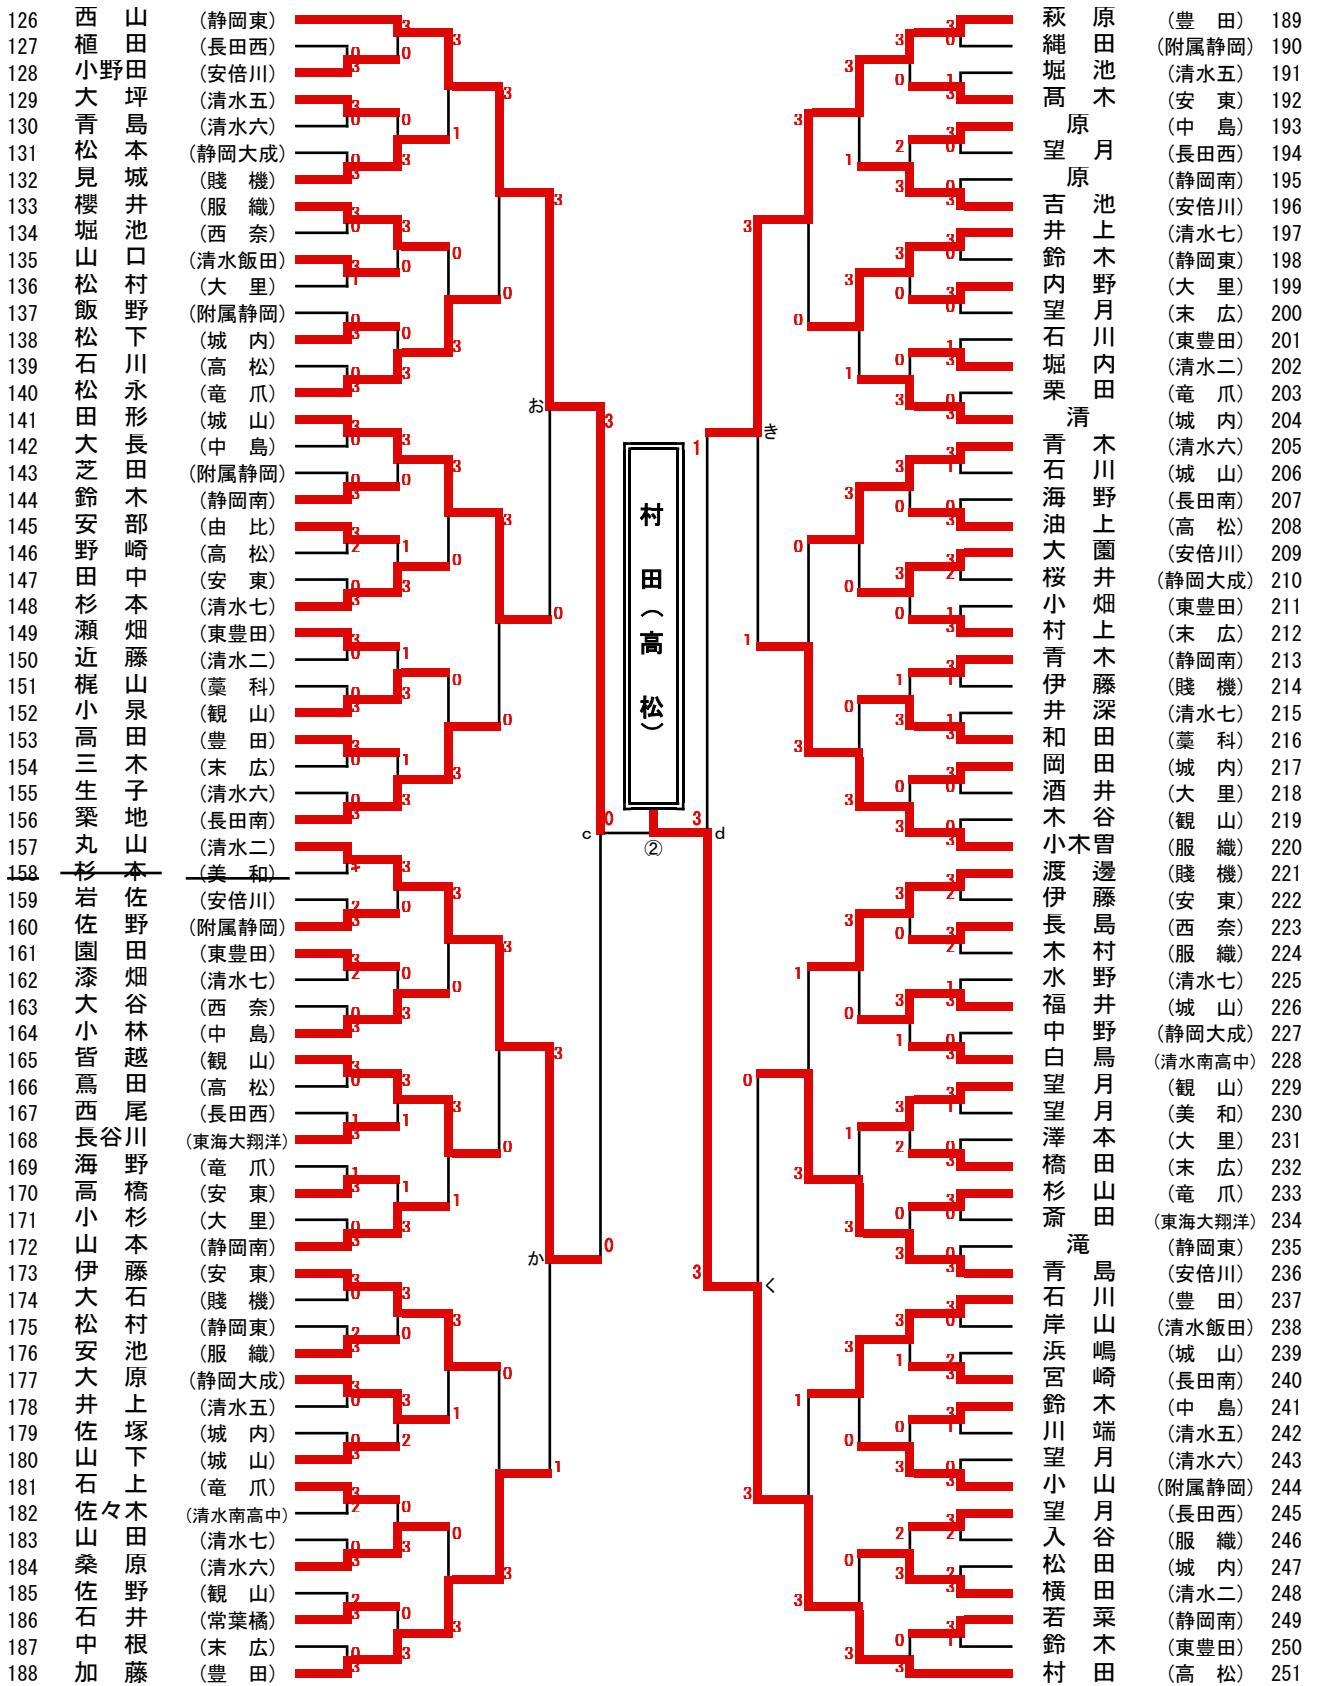 126 西 山 (静岡東)
127 植 田 (長田西)
128 小野田 (安倍川)
129 大 坪 (清水五)
130 青 島 (清水六)
131 松 本 (静岡大成)
132 見 城 (賤 機)
133 櫻 井 (服 織)
134 堀 池 (西 奈)
135 山 口 (清水飯田)
136 松 村 (大 里)
137 飯 野 (附属静岡)
138 松 下 (城 内)
139 石 川 (高 松)
140 松 永 (竜 爪)
141 田 形 (城 山)
142 大 長 (中 島)
143 芝 田 (附属静岡)
144 鈴 木 (静岡南)
145 安 部 (由 比)
146 野 崎 (高 松)
147 田 中 (安 東)
148 杉 本 (清水七)
149 瀬 畑 (東豊田)
150 近 藤 (清水二)
151 梶 山 (藁 科)
152 小 泉 (観 山)
153 高 田 (豊 田)
154 三 木 (末 広)
155 生 子 (清水六)
156 築 地 (長田南)
157 丸 山 (清水二)
158 杉 本 (美 和)
159 岩 佐 (安倍川)
160 佐 野 (附属静岡)
161 園 田 (東豊田)
162 漆 畑 (清水七)
163 大 谷 (西 奈)
164 小 林 (中 島)
165 皆 越 (観 山)
166 蔦 田 (高 松)
167 西 尾 (長田西)
168 長谷川 (東海大翔洋)
169 海 野 (竜 爪)
170 高 橋 (安 東)
171 小 杉 (大 里)
172 山 本 (静岡南)
173 伊 藤 (安 東)
174 大 石 (賤 機)
175 松 村 (静岡東)
176 安 池 (服 織)
177 大 原 (静岡大成)
178 井 上 (清水五)
179 佐 塚 (城 内)
180 山 下 (城 山)
181 石 上 (竜 爪)
182 佐々木 (清水南高中)
183 山 田 (清水七)
184 桑 原 (清水六)
185 佐 野 (観 山)
186 石 井 (常葉橘)
187 中 根 (末 広)
188 加 藤 (豊 田)
お
か
c
村田(高松)
②
d
き
く
萩 原 (豊 田) 189
縄 田 (附属静岡) 190
堀 池 (清水五) 191
髙 木 (安 東) 192
原 (中 島) 193
望 月 (長田西) 194
原 (静岡南) 195
吉 池 (安倍川) 196
井 上 (清水七) 197
鈴 木 (静岡東) 198
内 野 (大 里) 199
望 月 (末 広) 200
石 川 (東豊田) 201
堀 内 (清水二) 202
栗 田 (竜 爪) 203
清 (城 内) 204
青 木 (清水六) 205
石 川 (城 山) 206
海 野 (長田南) 207
油 上 (高 松) 208
大 園 (安倍川) 209
桜 井 (静岡大成) 210
小 畑 (東豊田) 211
村 上 (末 広) 212
青 木 (静岡南) 213
伊 藤 (賤 機) 214
井 深 (清水七) 215
和 田 (藁 科) 216
岡 田 (城 内) 217
酒 井 (大 里) 218
木 谷 (観 山) 219
小木曽 (服 織) 220
渡 邊 (賤 機) 221
伊 藤 (安 東) 222
長 島 (西 奈) 223
木 村 (服 織) 224
水 野 (清水七) 225
福 井 (城 山) 226
中 野 (静岡大成) 227
白 鳥 (清水南高中) 228
望 月 (観 山) 229
望 月 (美 和) 230
澤 本 (大 里) 231
橋 田 (末 広) 232
杉 山 (竜 爪) 233
斎 田 (東海大翔洋) 234
滝 (静岡東) 235
青 島 (安倍川) 236
石 川 (豊 田) 237
岸 山 (清水飯田) 238
浜 嶋 (城 山) 239
宮 崎 (長田南) 240
鈴 木 (中 島) 241
川 端 (清水五) 242
望 月 (清水六) 243
小 山 (附属静岡) 244
望 月 (長田西) 245
入 谷 (服 織) 246
松 田 (城 内) 247
横 田 (清水二) 248
若 菜 (静岡南) 249
鈴 木 (東豊田) 250
村 田 (高 松) 251